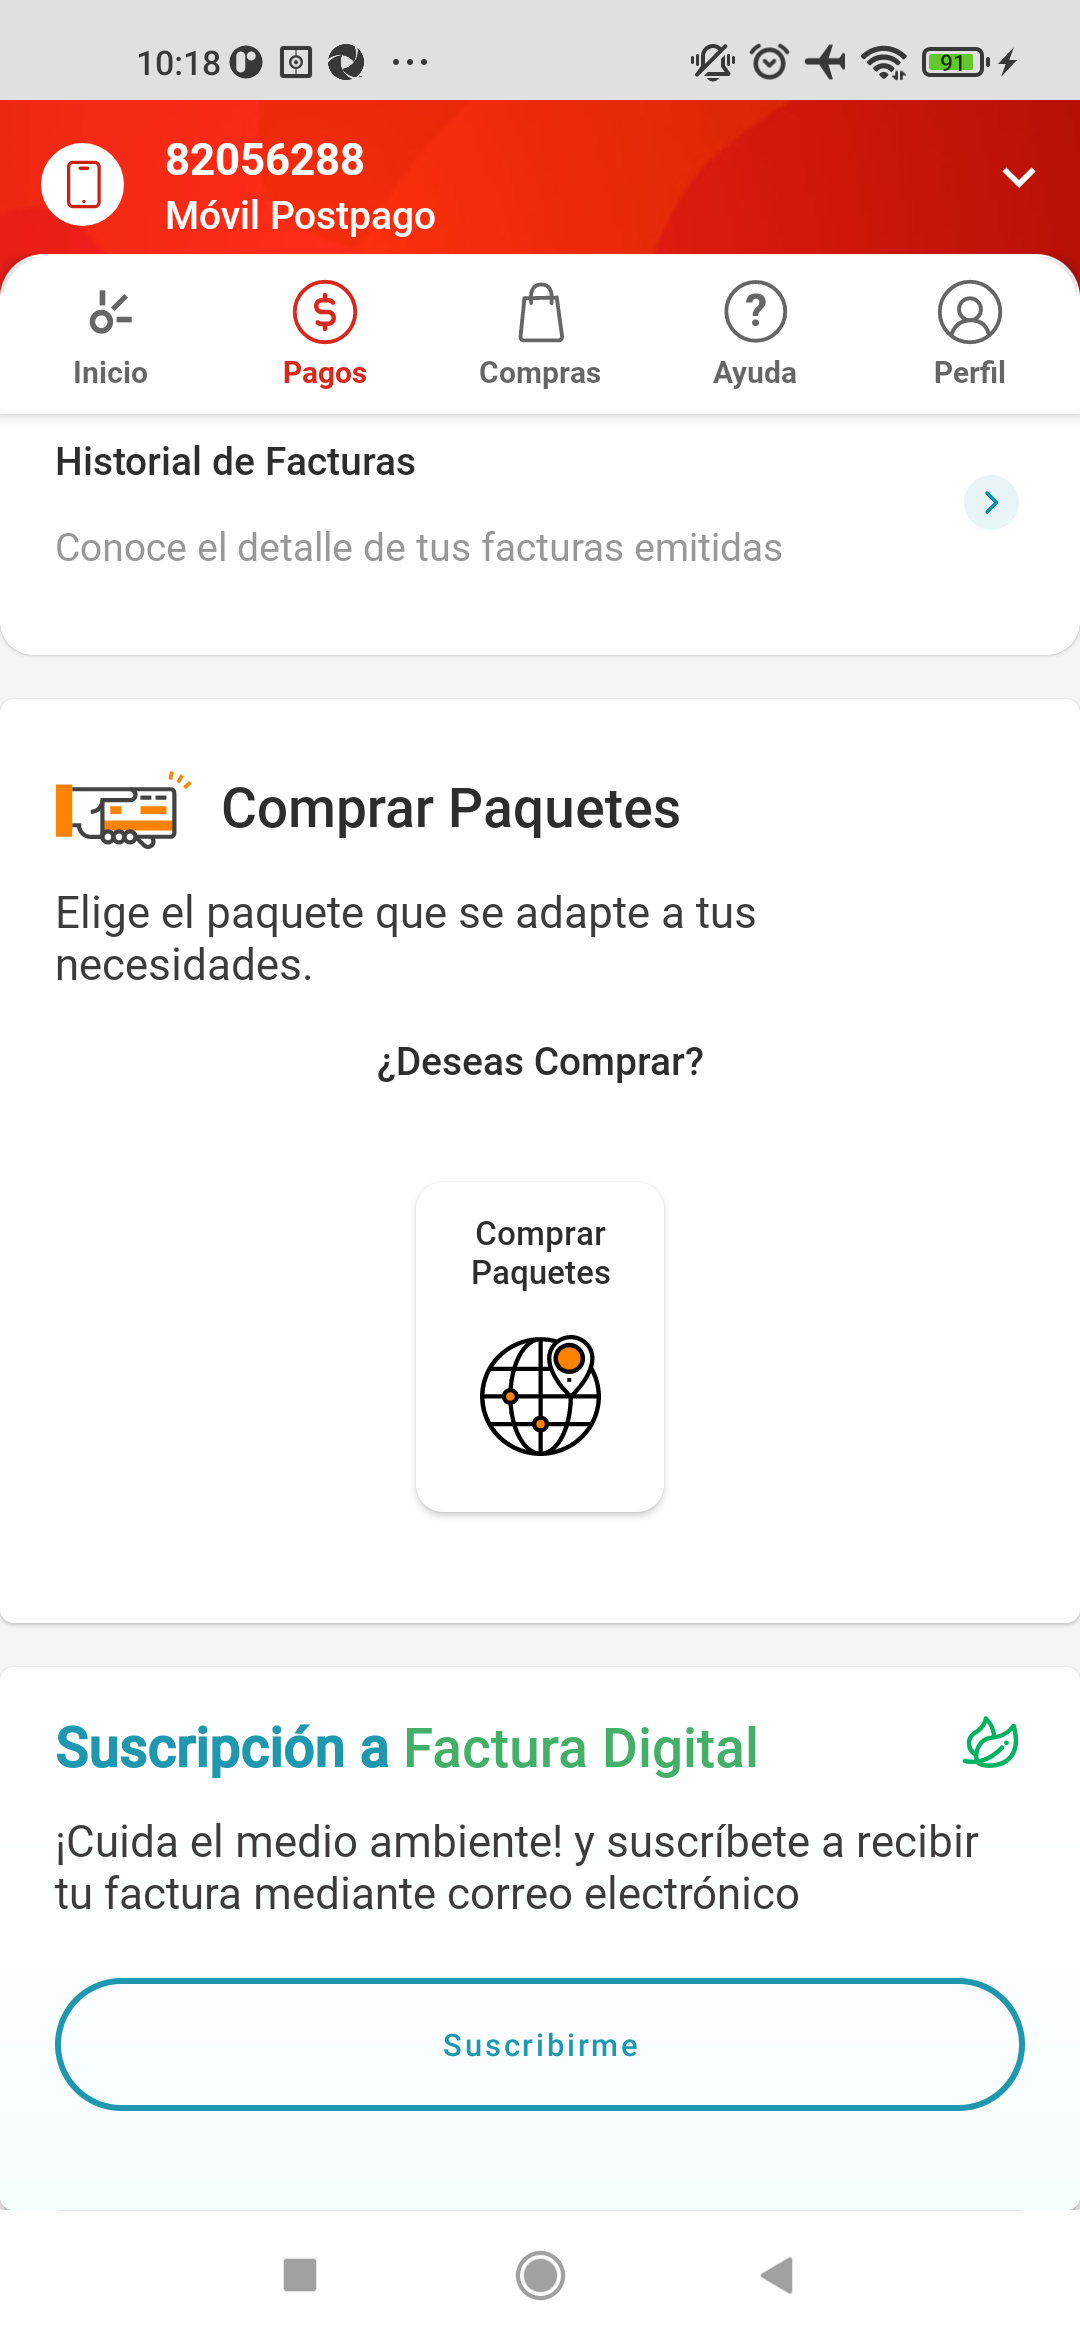 10:18
91
82056288
Móvil Postpago
Inicio
Pagos
Compras
Ayuda
Perfil
Historial de Facturas
Conoce el detalle de tus facturas emitidas
Comprar Paquetes
Elige el paquete que se adapte a tus
necesidades.
¿Deseas Comprar?
Comprar
Paquetes
Suscripción a Factura Digital
¡Cuida el medio ambiente! y suscríbete a recibir
tu factura mediante correo electrónico
Suscribirme